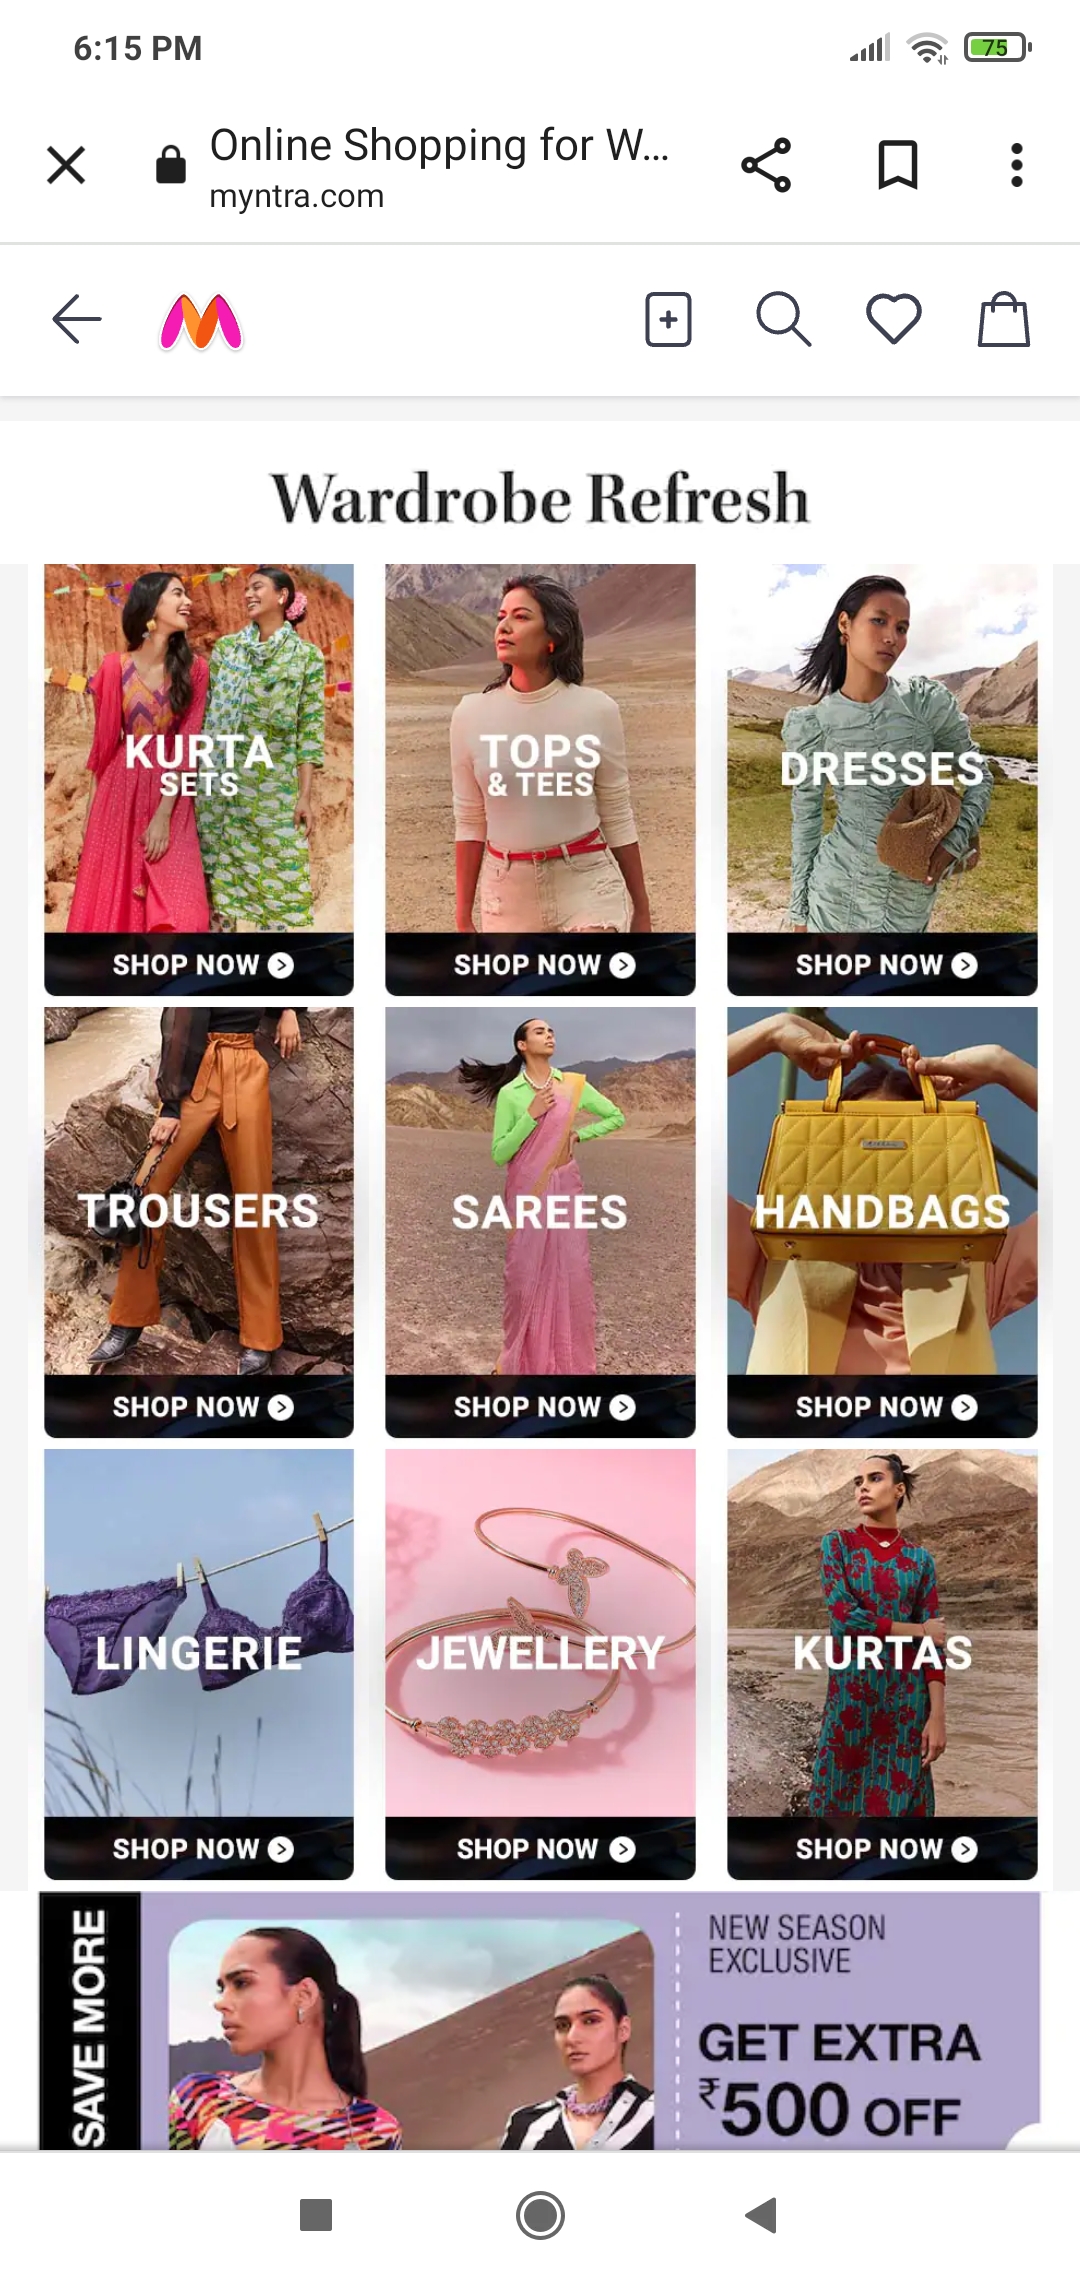 6:15 PM
75
Online Shopping for W...
myntra.com
Wardrobe Refresh
KURTA
SETS
SHOP NOW
TOPS
& TEES
SHOP NOW
DRESSES
SHOP NOW
TROUSERS
SHOP NOW
SAREES
SHOP NOW
HANDBAGS
SHOP NOW
LINGERIE
SHOP NOW
JEWELLERY
SHOP NOW
KURTAS
SHOP NOW
SAVE MORE
NEW SEASON
EXCLUSIVE
GET EXTRA
₹500 OFF